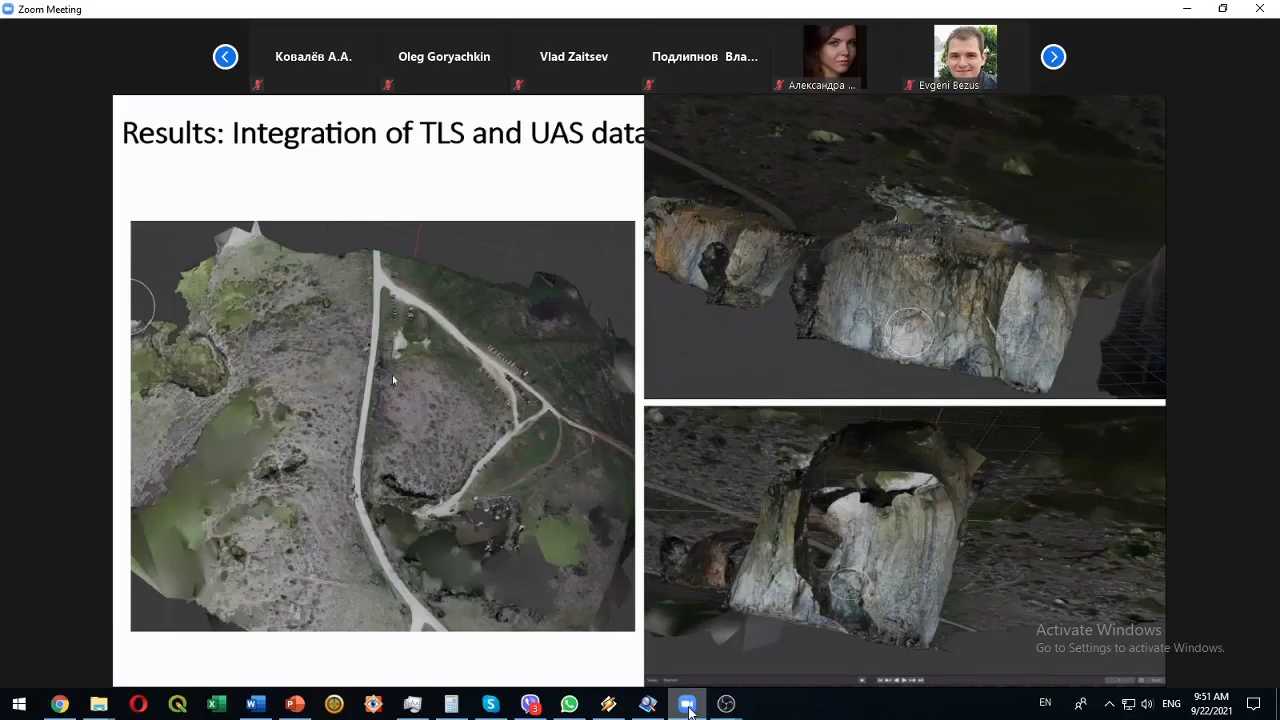 Zoom Meeting
Ковалёв А.А.
Oleg Goryachkin
Vlad Zaitsev
Подлипнов Вла...
Александра ...
Evgeni Bezus
Results: Integration of TLS and UAS data
Activate Windows
Go to Settings to activate Windows.
3
EN
ENG
9:51 AM
9/22/2021